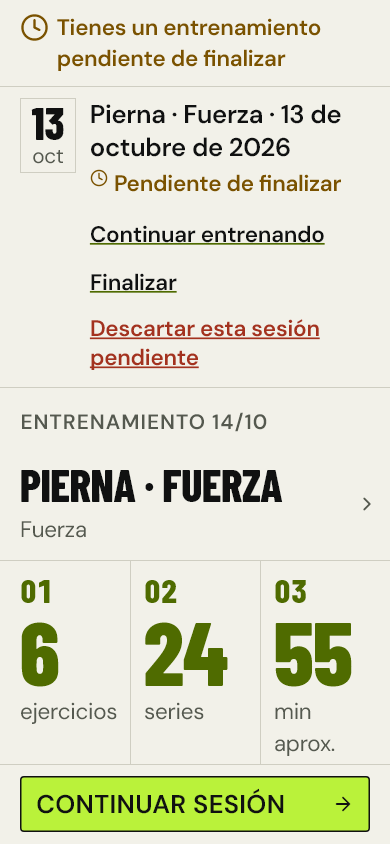 Tienes un entrenamiento
pendiente de finalizar
13
oct
Pierna · Fuerza · 13 de
octubre de 2026
Pendiente de finalizar
Continuar entrenando
Finalizar
Descartar esta sesión
pendiente
ENTRENAMIENTO 14/10
PIERNA · FUERZA
Fuerza
01
6
ejercicios
02
24
series
03
55
min
aprox.
CONTINUAR SESIÓN